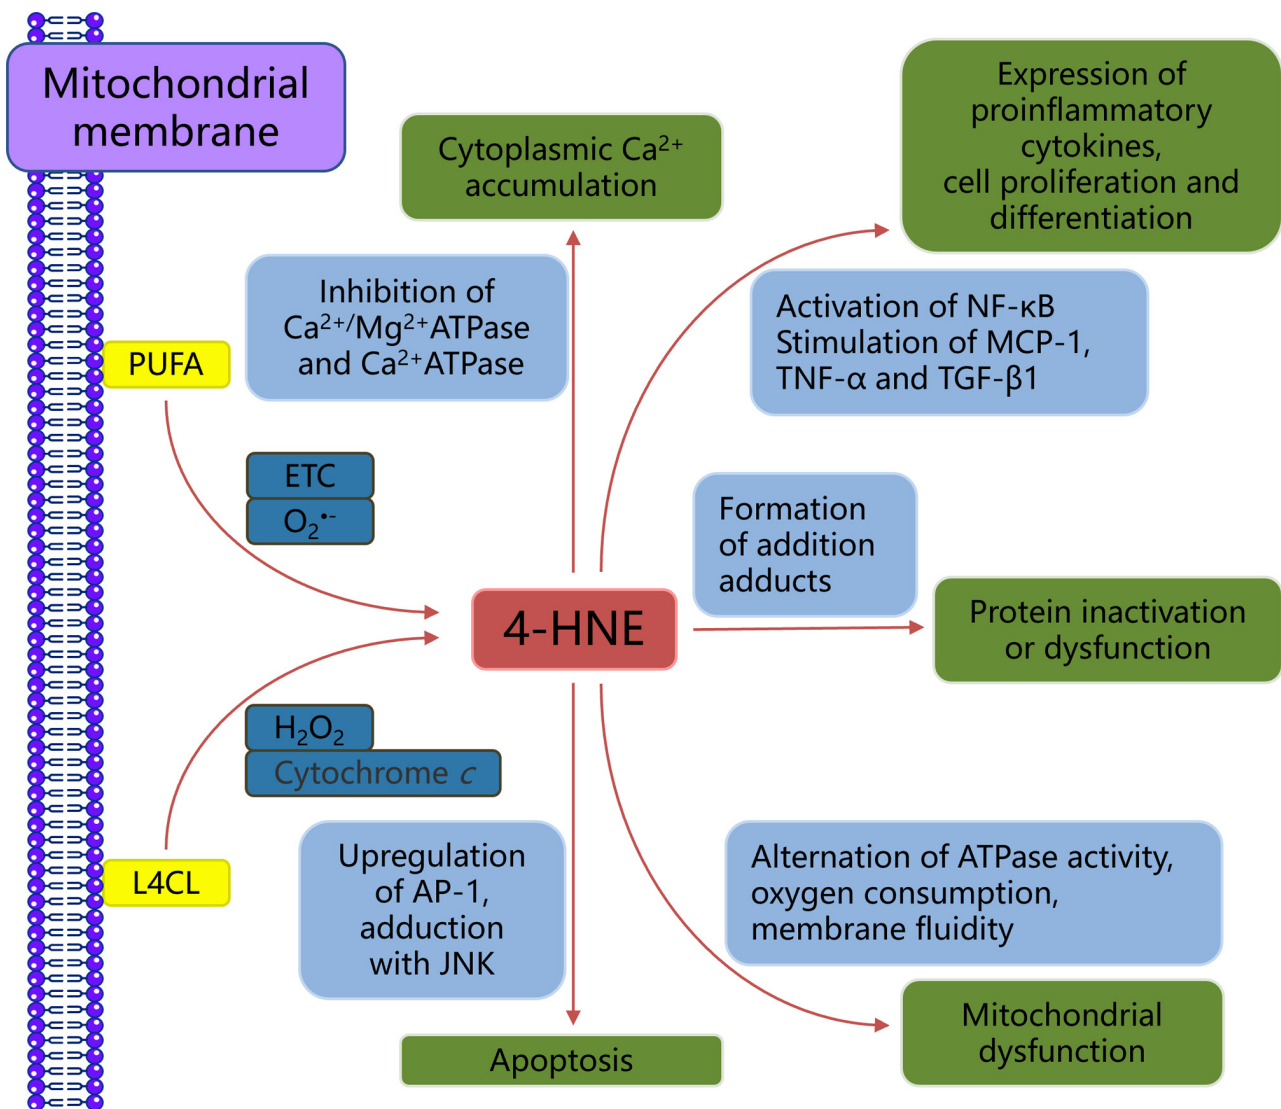 Mitochondrial
membrane
Cytoplasmic Ca²⁺
accumulation
Expression of
proinflammatory
cytokines,
cell proliferation and
differentiation
Inhibition of
Ca²⁺/Mg²⁺ATPase
and Ca²⁺ATPase
Activation of NF-κB
Stimulation of MCP-1,
TNF-α and TGF-β1
PUFA
ETC
O₂•-
Formation
of addition
adducts
4-HNE
Protein inactivation
or dysfunction
H₂O₂
Cytochrome c
L4CL
Upregulation
of AP-1,
adduction
with JNK
Alternation of ATPase activity,
oxygen consumption,
membrane fluidity
Apoptosis
Mitochondrial
dysfunction